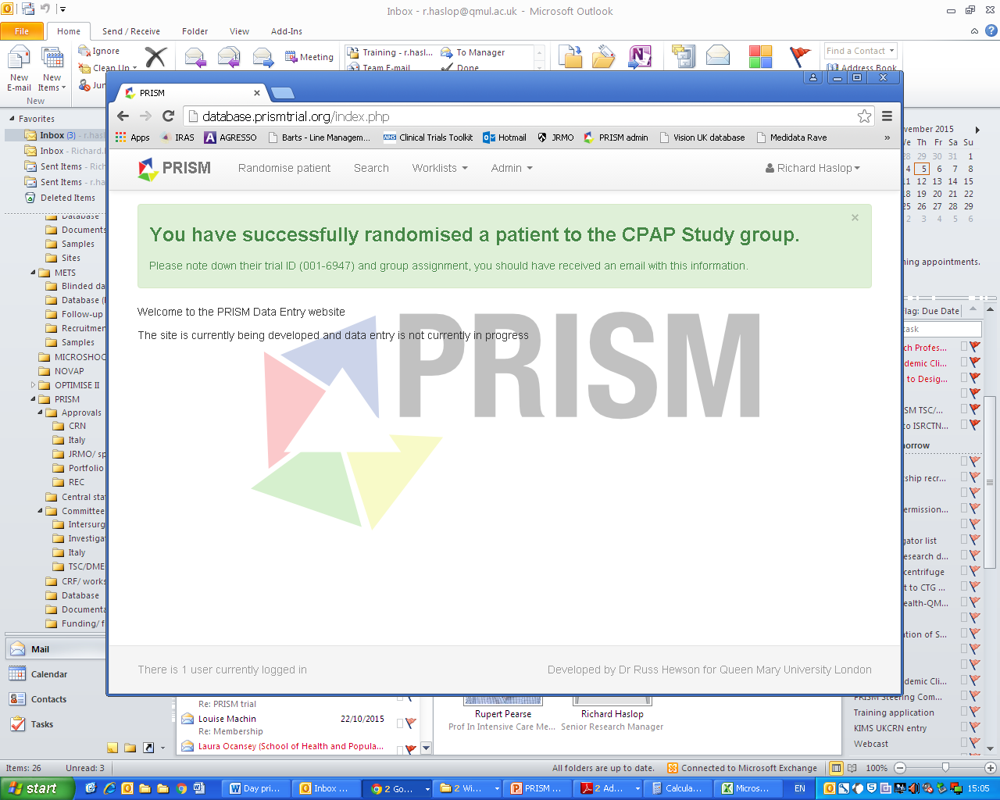 Inbox - r.haslop@qmul.ac.uk - Microsoft Outlook
File Home Send / Receive Folder View Add-Ins
Ignore
Clean Up
New E-mail
New Items
New
Meeting
Training - r.hasl...
Team E-mail
To Manager
Done
Find a Contact
Address Book
PRISM
database.prismtrial.org/index.php
Apps IRAS AGRESSO Barts - Line Managem... Clinical Trials Toolkit Hotmail JRMO PRISM admin Vision UK database Medidata Rave »
PRISM Randomise patient Search Worklists Admin Richard Haslop
You have successfully randomised a patient to the CPAP Study group.
×
Please note down their trial ID (001-6947) and group assignment, you should have received an email with this information.
Welcome to the PRISM Data Entry website
The site is currently being developed and data entry is not currently in progress
PRISM
There is 1 user currently logged in
Developed by Dr Russ Hewson for Queen Mary University London
Favorites
Inbox (3) - r.has
Inbox - Richard.
Sent Items - Rich
Sent Items - r.ha
Deleted Items
Database
Documents
Samples
Sites
METS
Blinded da
Database (
Follow-up
Recruitmen
Samples
MICROSHOC
NOVAP
OPTIMISE II
PRISM
Approvals
CRN
Italy
JRMO/ sp
Portfolio
REC
Central sta
Committee
Intersurg
Investigat
Italy
TSC/DME
CRF/ works
Database
Documenta
Funding/ f
Mail
Calendar
Contacts
Tasks
vember 2015
We Th Fr Sa Su
28 29 30 31 1
4 5 6 7 8
11 12 13 14 15
18 19 20 21 22
25 26 27 28 29
2 3 4 5 6
ning appointments.
Flag: Due Date
task
ch Profes...
demic Cli...
to Desig...
SM TSC/...
to ISRCTN...
orrow
ship recr...
ermission...
gator list
esearch d...
centrifuge
t to CTG ...
ealth-QM...
ation of S...
demic Cli...
PRISM Steering Com...
Training application
KIMS UKCRN entry
Webcast
Re: PRISM trial
Louise Machin 22/10/2015
Re: Membership
Laura Ocansey (School of Health and Popula...
Rupert Pearse
Prof In Intensive Care Me...
Richard Haslop
Senior Research Manager
Items: 26 Unread: 3
All folders are up to date. Connected to Microsoft Exchange 100%
start
Day pri... Inbox ... 2 Go... 2 Wi... PRISM ... 2 Ad... Calcula... Micros... EN 15:05